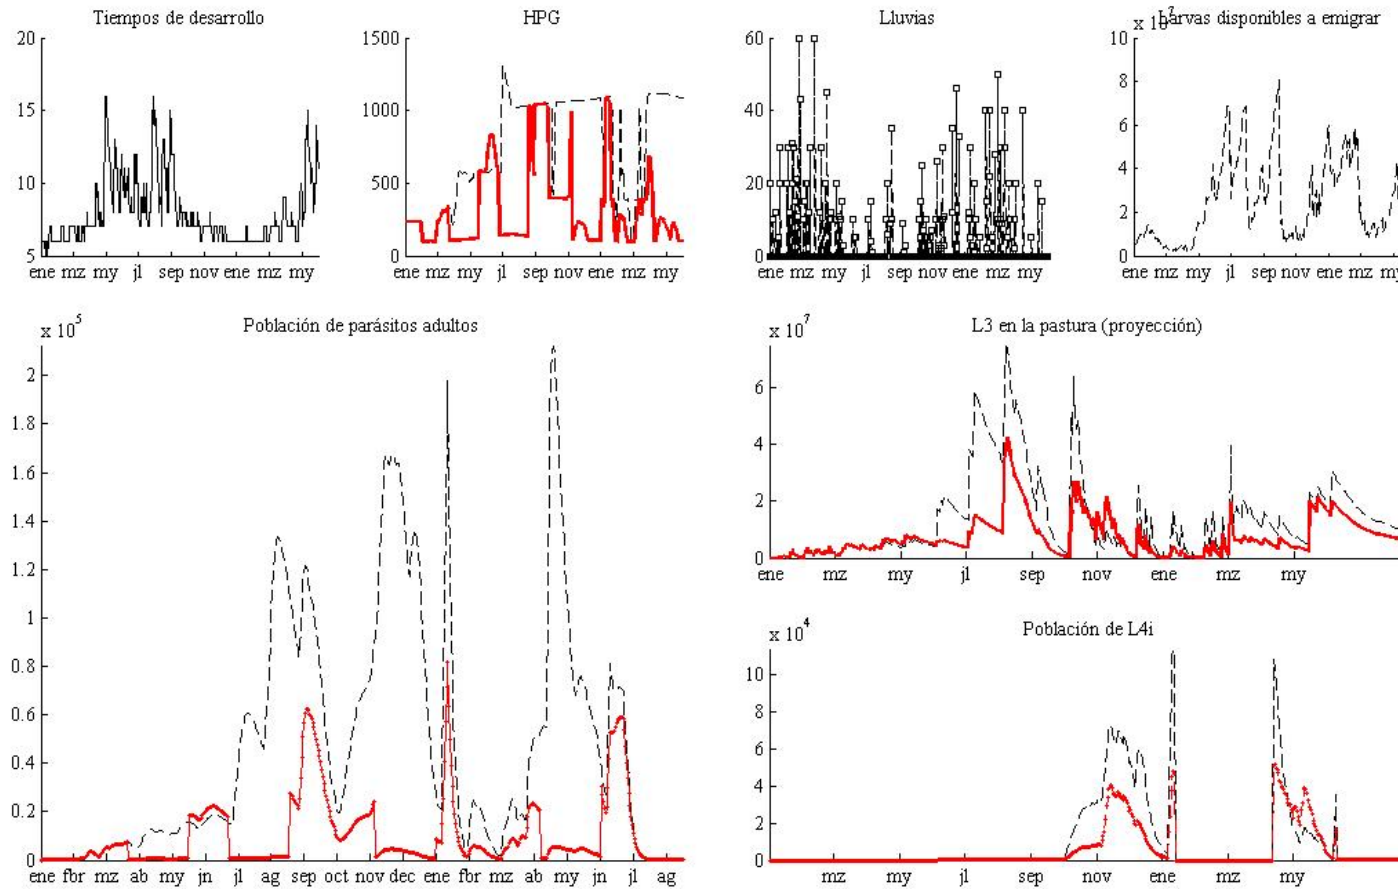 Tiempos de desarrollo
20
15
10
5
ene mz my jl sep nov ene mz my
HPG
1500
1000
500
0
ene mz my jl sep nov ene mz my
Lluvias
60
40
20
0
ene mz my jl sep nov ene mz my
x 10^7
Larvas disponibles a emigrar
10
8
6
4
2
0
ene mz my jl sep nov ene mz my
x 10^5
Población de parásitos adultos
2
1.8
1.6
1.4
1.2
1
0.8
0.6
0.4
0.2
0
ene fbr mz ab my jn jl ag sep oct nov dec ene fbr mz ab my jn jl ag
x 10^7
L3 en la pastura (proyección)
6
4
2
0
ene mz my jl sep nov ene mz my
x 10^4
Población de L4i
10
8
6
4
2
0
mz my jl sep nov ene mz my